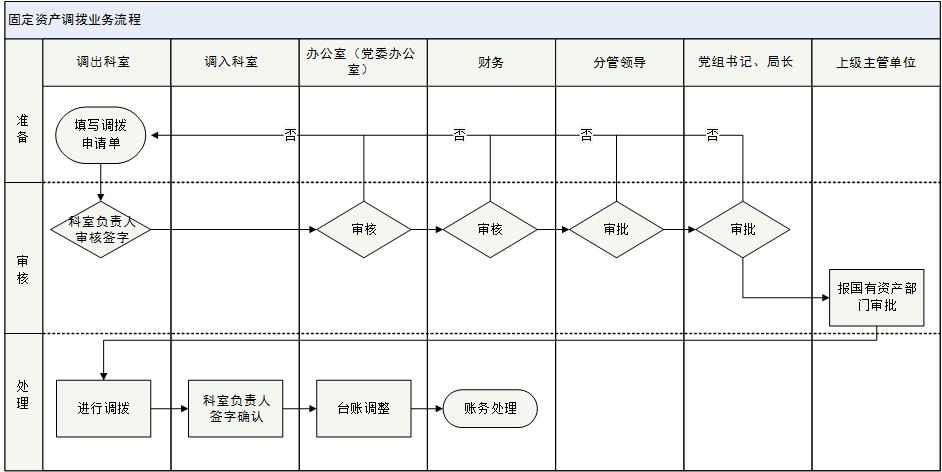 固定资产调拨业务流程
调出科室
调入科室
办公室（党委办公
室）
财务
分管领导
党组书记、局长
上级主管单位
准
备
填写调拨
申请单
否
否
否
否
审
核
科室负责人
审核签字
审核
审核
审批
审批
报国有资产部
门审批
处
理
进行调拨
科室负责人
签字确认
台账调整
账务处理